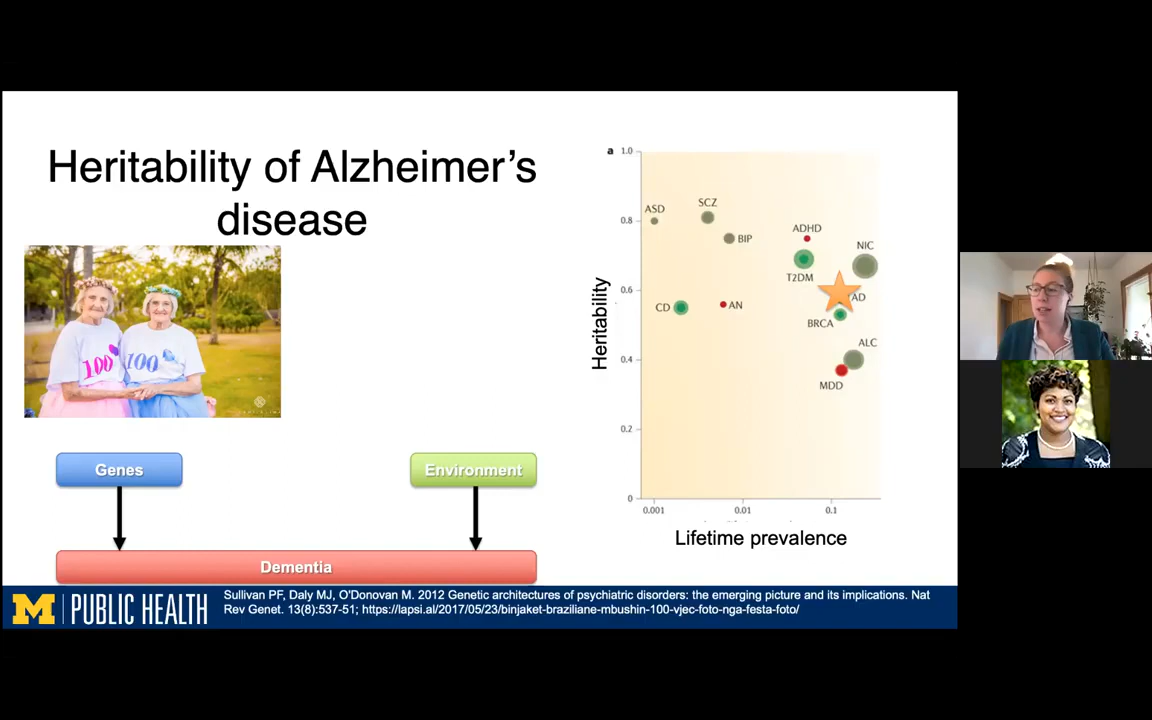 Heritability of Alzheimer's
disease
100
100
Genes
Environment
Dementia
a
1.0
0.8
0.6
0.4
0.2
0
Heritability
ASD
SCZ
BIP
ADHD
NIC
T2DM
AD
CD
AN
BRCA
ALC
MDD
0.001
0.01
0.1
Lifetime prevalence
M | PUBLIC HEALTH
Sullivan PF, Daly MJ, O'Donovan M. 2012 Genetic architectures of psychiatric disorders: the emerging picture and its implications. Nat
Rev Genet. 13(8):537-51; https://lapsi.al/2017/05/23/binjaket-braziliane-mbushin-100-vjec-foto-nga-festa-foto/